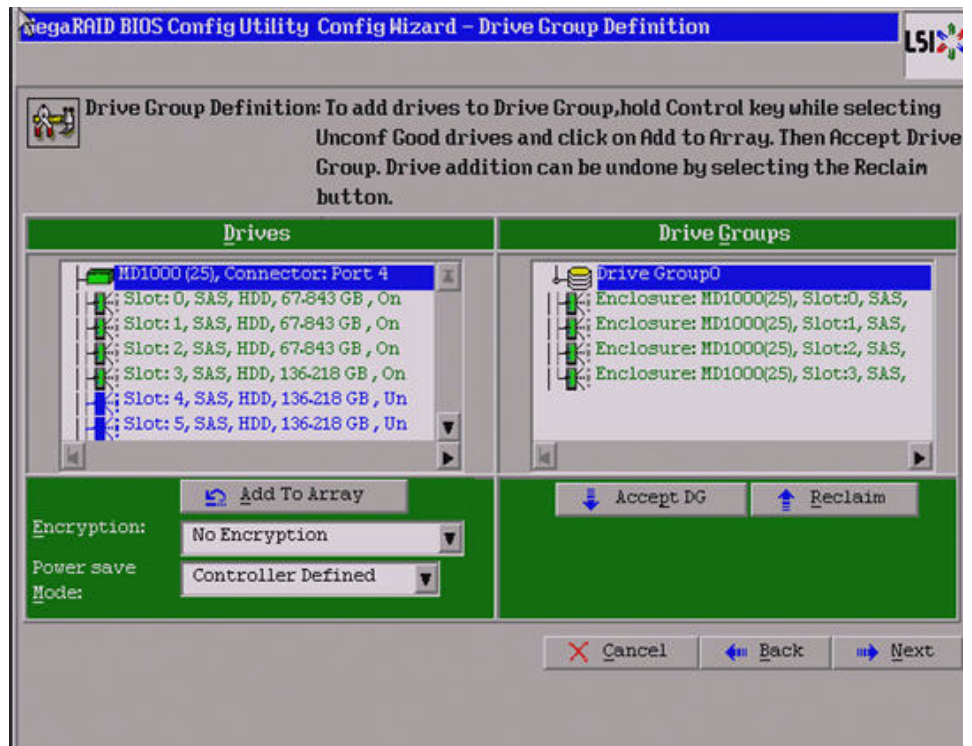 MegaRAID BIOS Config Utility Config Wizard - Drive Group Definition
LSI
Drive Group Definition: To add drives to Drive Group,hold Control key while selecting
Unconf Good drives and click on Add to Array. Then Accept Drive
Group. Drive addition can be undone by selecting the Reclaim
button.
Drives
MD1000 (25), Connector: Port 4
Slot: 0, SAS, HDD, 67.843 GB , On
Slot: 1, SAS, HDD, 67.843 GB , On
Slot: 2, SAS, HDD, 67.843 GB , On
Slot: 3, SAS, HDD, 136.218 GB , On
Slot: 4, SAS, HDD, 136.218 GB , Un
Slot: 5, SAS, HDD, 136.218 GB , Un
Add To Array
Encryption:
No Encryption
Power save
Mode:
Controller Defined
Drive Groups
Drive Group0
Enclosure: MD1000(25), Slot:0, SAS,
Enclosure: MD1000(25), Slot:1, SAS,
Enclosure: MD1000(25), Slot:2, SAS,
Enclosure: MD1000(25), Slot:3, SAS,
Accept DG
Reclaim
Cancel
Back
Next